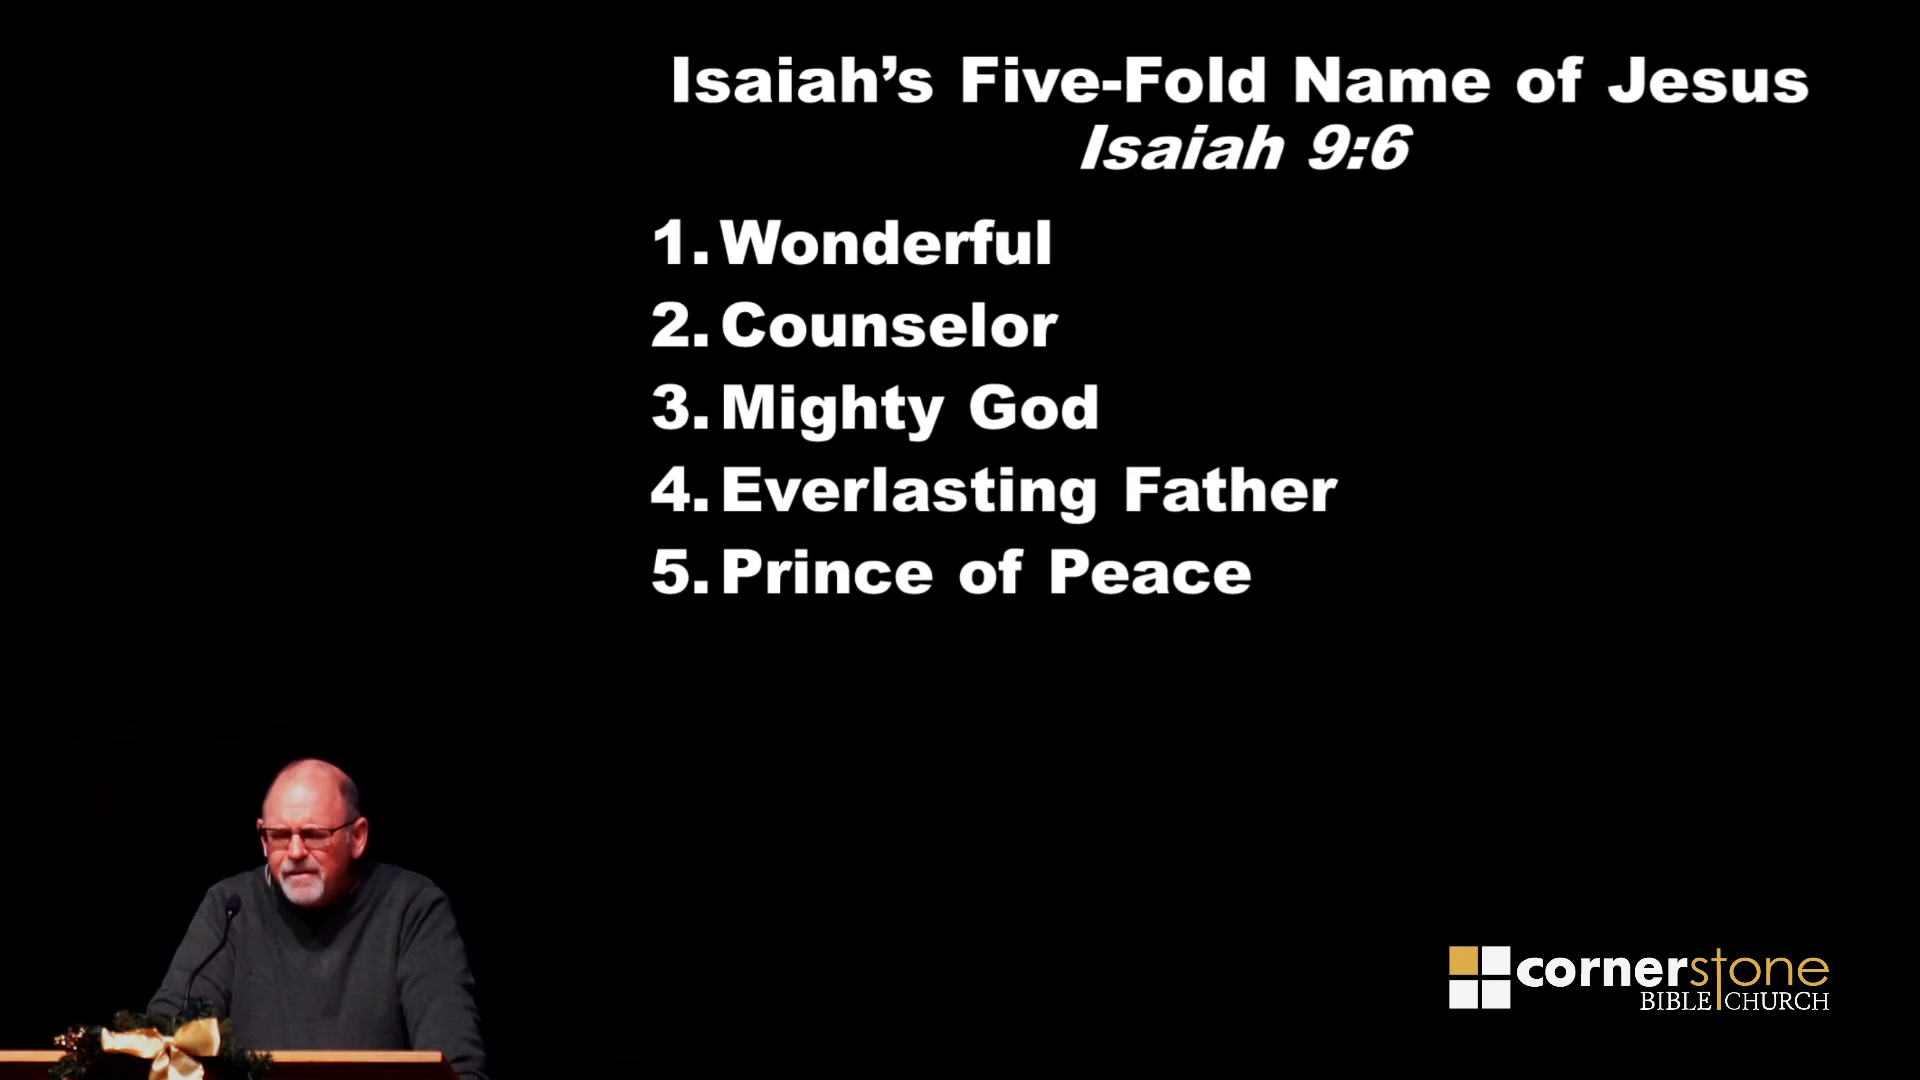 Isaiah’s Five-Fold Name of Jesus
Isaiah 9:6
1. Wonderful
2. Counselor
3. Mighty God
4. Everlasting Father
5. Prince of Peace
cornerstone
BIBLE CHURCH